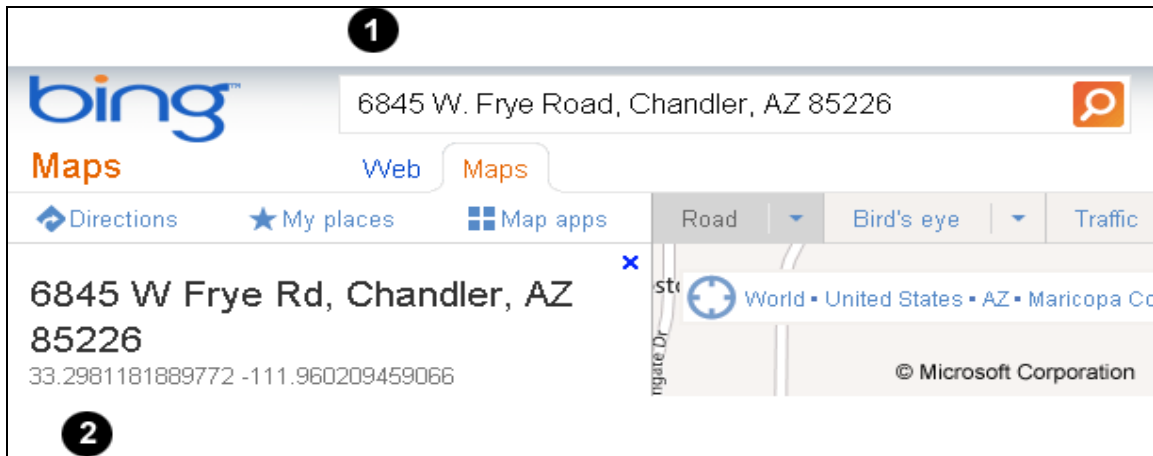 1
bing™
6845 W. Frye Road, Chandler, AZ 85226
Maps
Web Maps
Directions My places Map apps Road Bird's eye Traffic
6845 W Frye Rd, Chandler, AZ
85226
33.2981181889772 -111.960209459066
World ▪ United States ▪ AZ ▪ Maricopa Co
© Microsoft Corporation
2